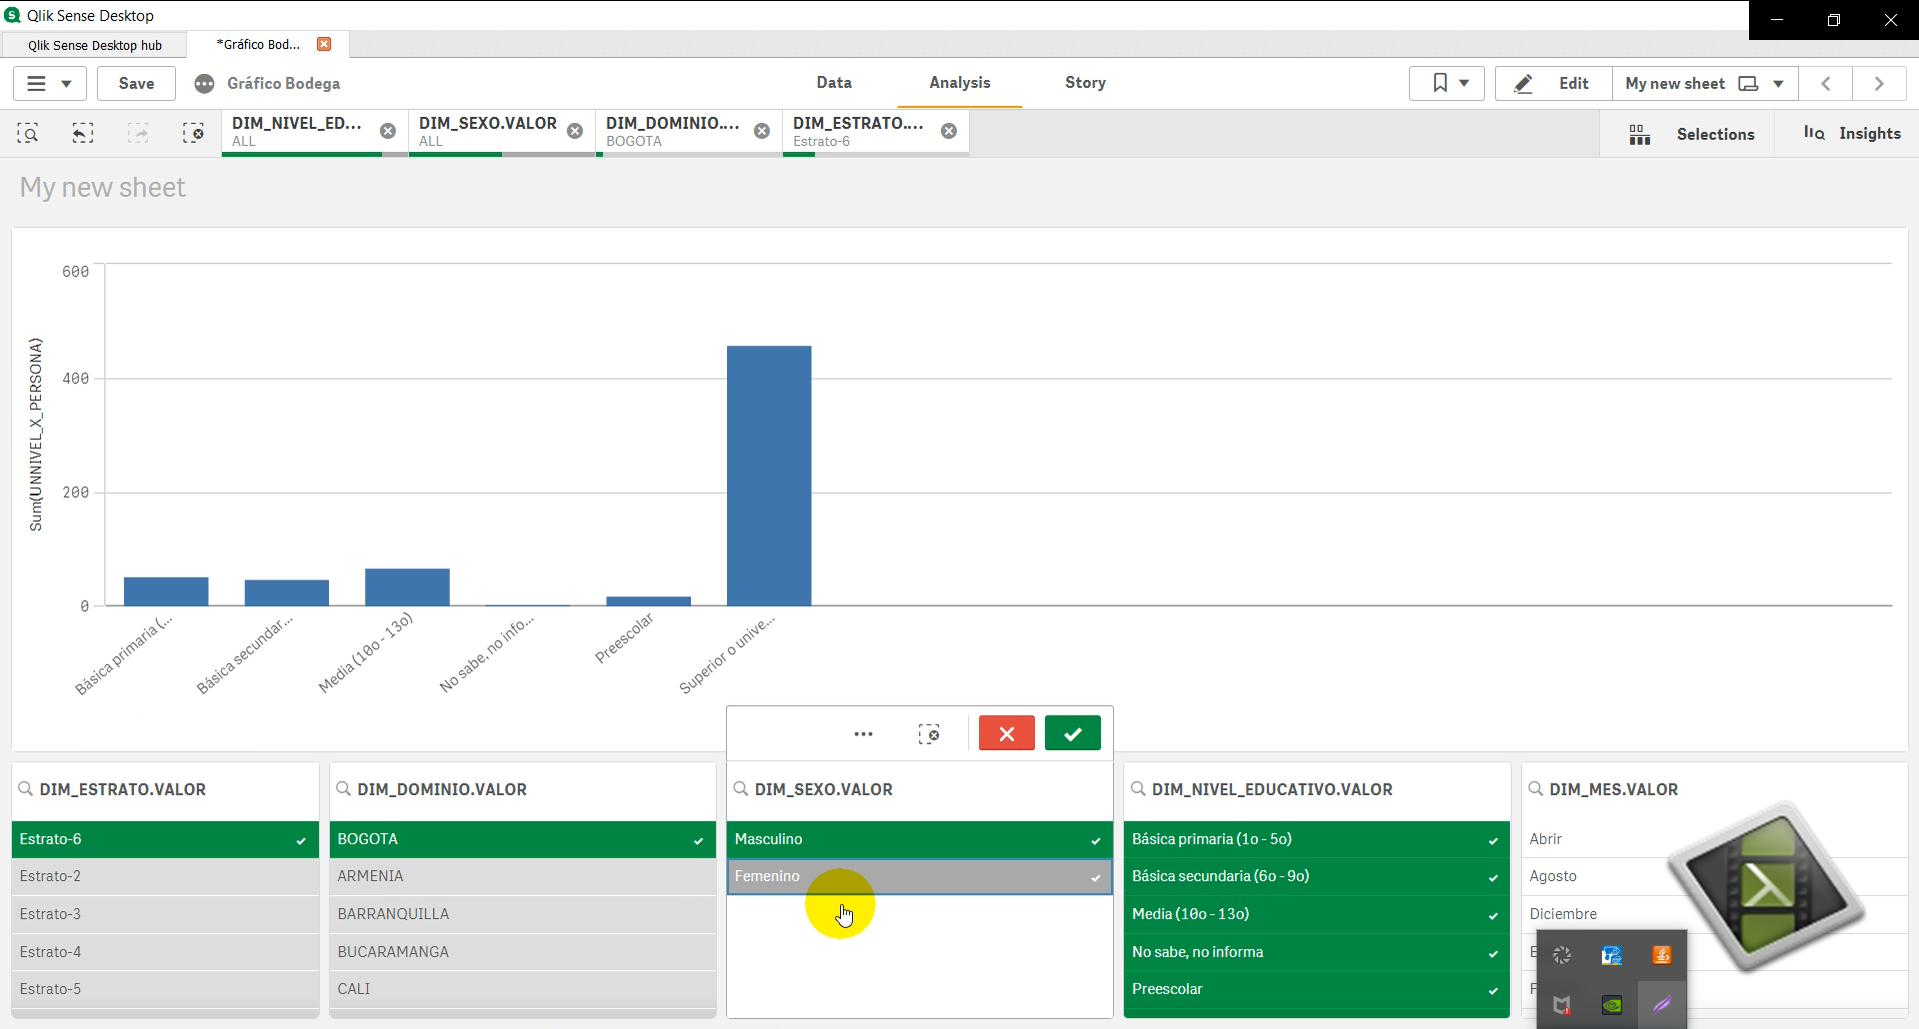 Qlik Sense Desktop
Qlik Sense Desktop hub
*Gráfico Bod...
Save
Gráfico Bodega
Data
Analysis
Story
Edit
My new sheet
DIM_NIVEL_ED...
ALL
DIM_SEXO.VALOR
ALL
DIM_DOMINIO....
BOGOTA
DIM_ESTRATO....
Estrato-6
Selections
Insights
My new sheet
Sum(UNNIVEL_X_PERSONA)
600
400
200
0
Básica primaria (...
Básica secundar...
Media (10o - 13o)
No sabe, no info...
Preescolar
Superior o unive...
DIM_ESTRATO.VALOR
Estrato-6
Estrato-2
Estrato-3
Estrato-4
Estrato-5
DIM_DOMINIO.VALOR
BOGOTA
ARMENIA
BARRANQUILLA
BUCARAMANGA
CALI
DIM_SEXO.VALOR
Masculino
Femenino
DIM_NIVEL_EDUCATIVO.VALOR
Básica primaria (1o - 5o)
Básica secundaria (6o - 9o)
Media (10o - 13o)
No sabe, no informa
Preescolar
DIM_MES.VALOR
Abrir
Agosto
Diciembre